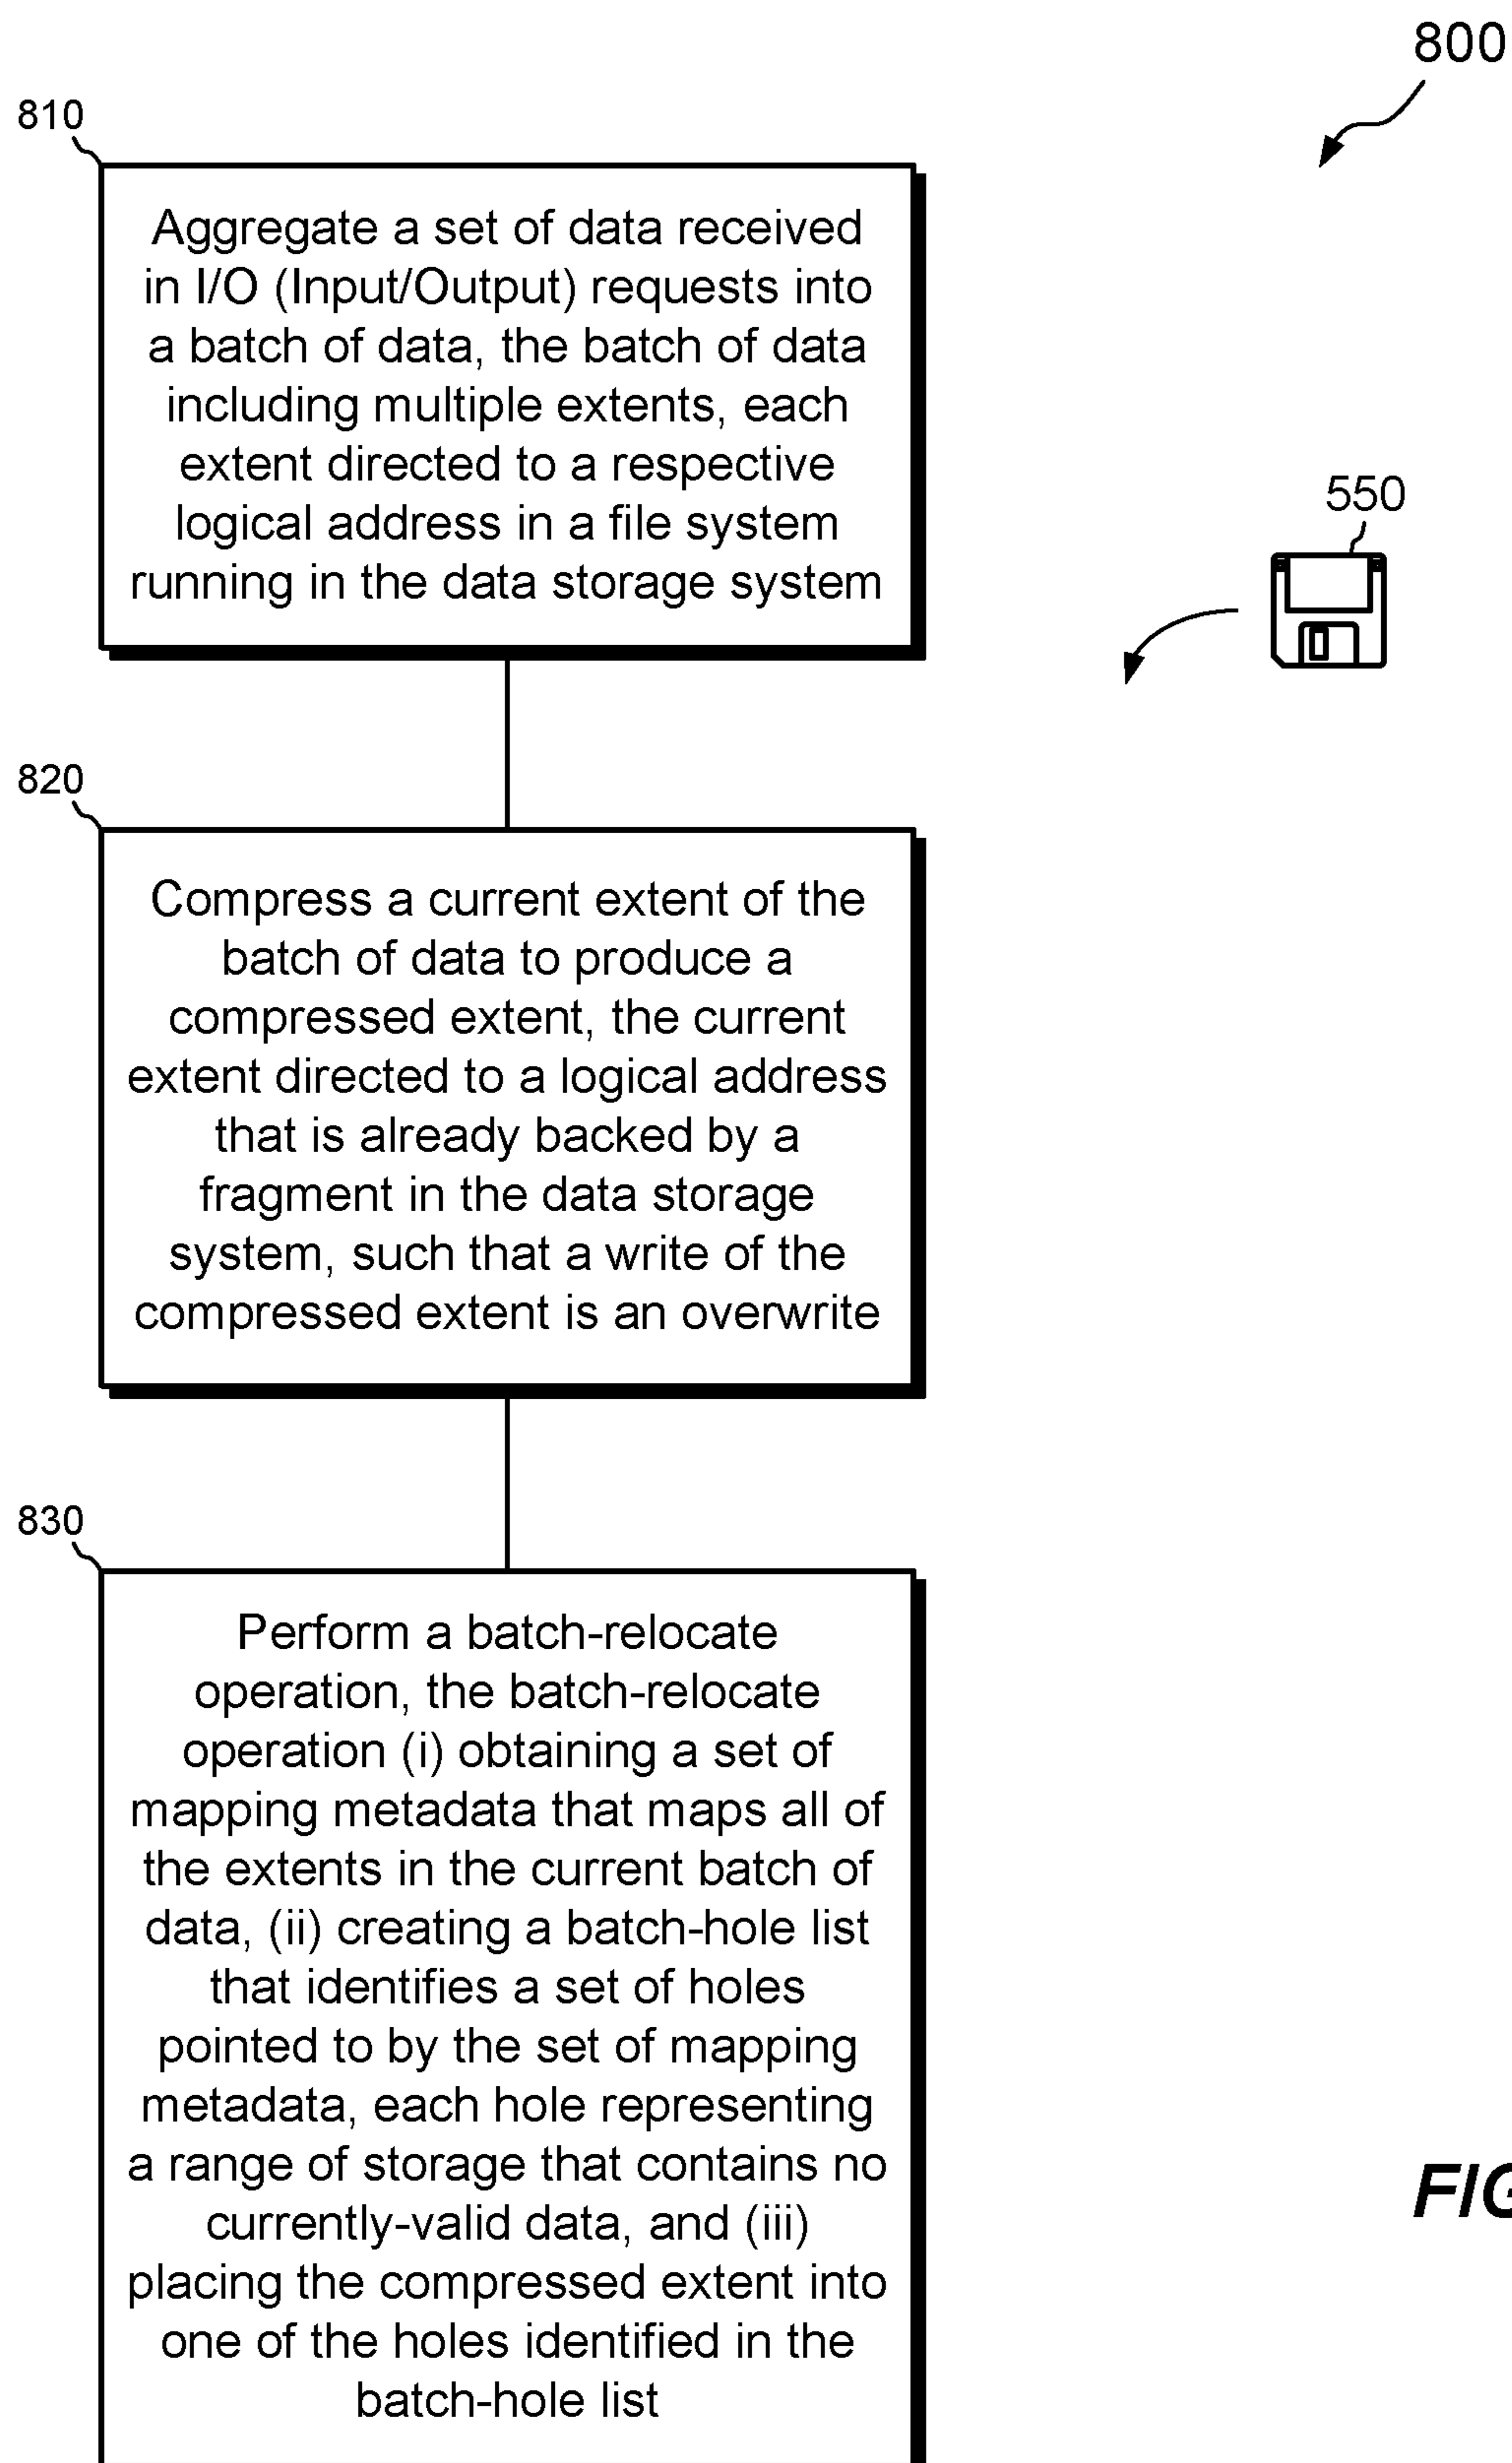 800
810
Aggregate a set of data received
in I/O (Input/Output) requests into
a batch of data, the batch of data
including multiple extents, each
extent directed to a respective
logical address in a file system
running in the data storage system
550
820
Compress a current extent of the
batch of data to produce a
compressed extent, the current
extent directed to a logical address
that is already backed by a
fragment in the data storage
system, such that a write of the
compressed extent is an overwrite
830
Perform a batch-relocate
operation, the batch-relocate
operation (i) obtaining a set of
mapping metadata that maps all of
the extents in the current batch of
data, (ii) creating a batch-hole list
that identifies a set of holes
pointed to by the set of mapping
metadata, each hole representing
a range of storage that contains no
currently-valid data, and (iii)
placing the compressed extent into
one of the holes identified in the
batch-hole list